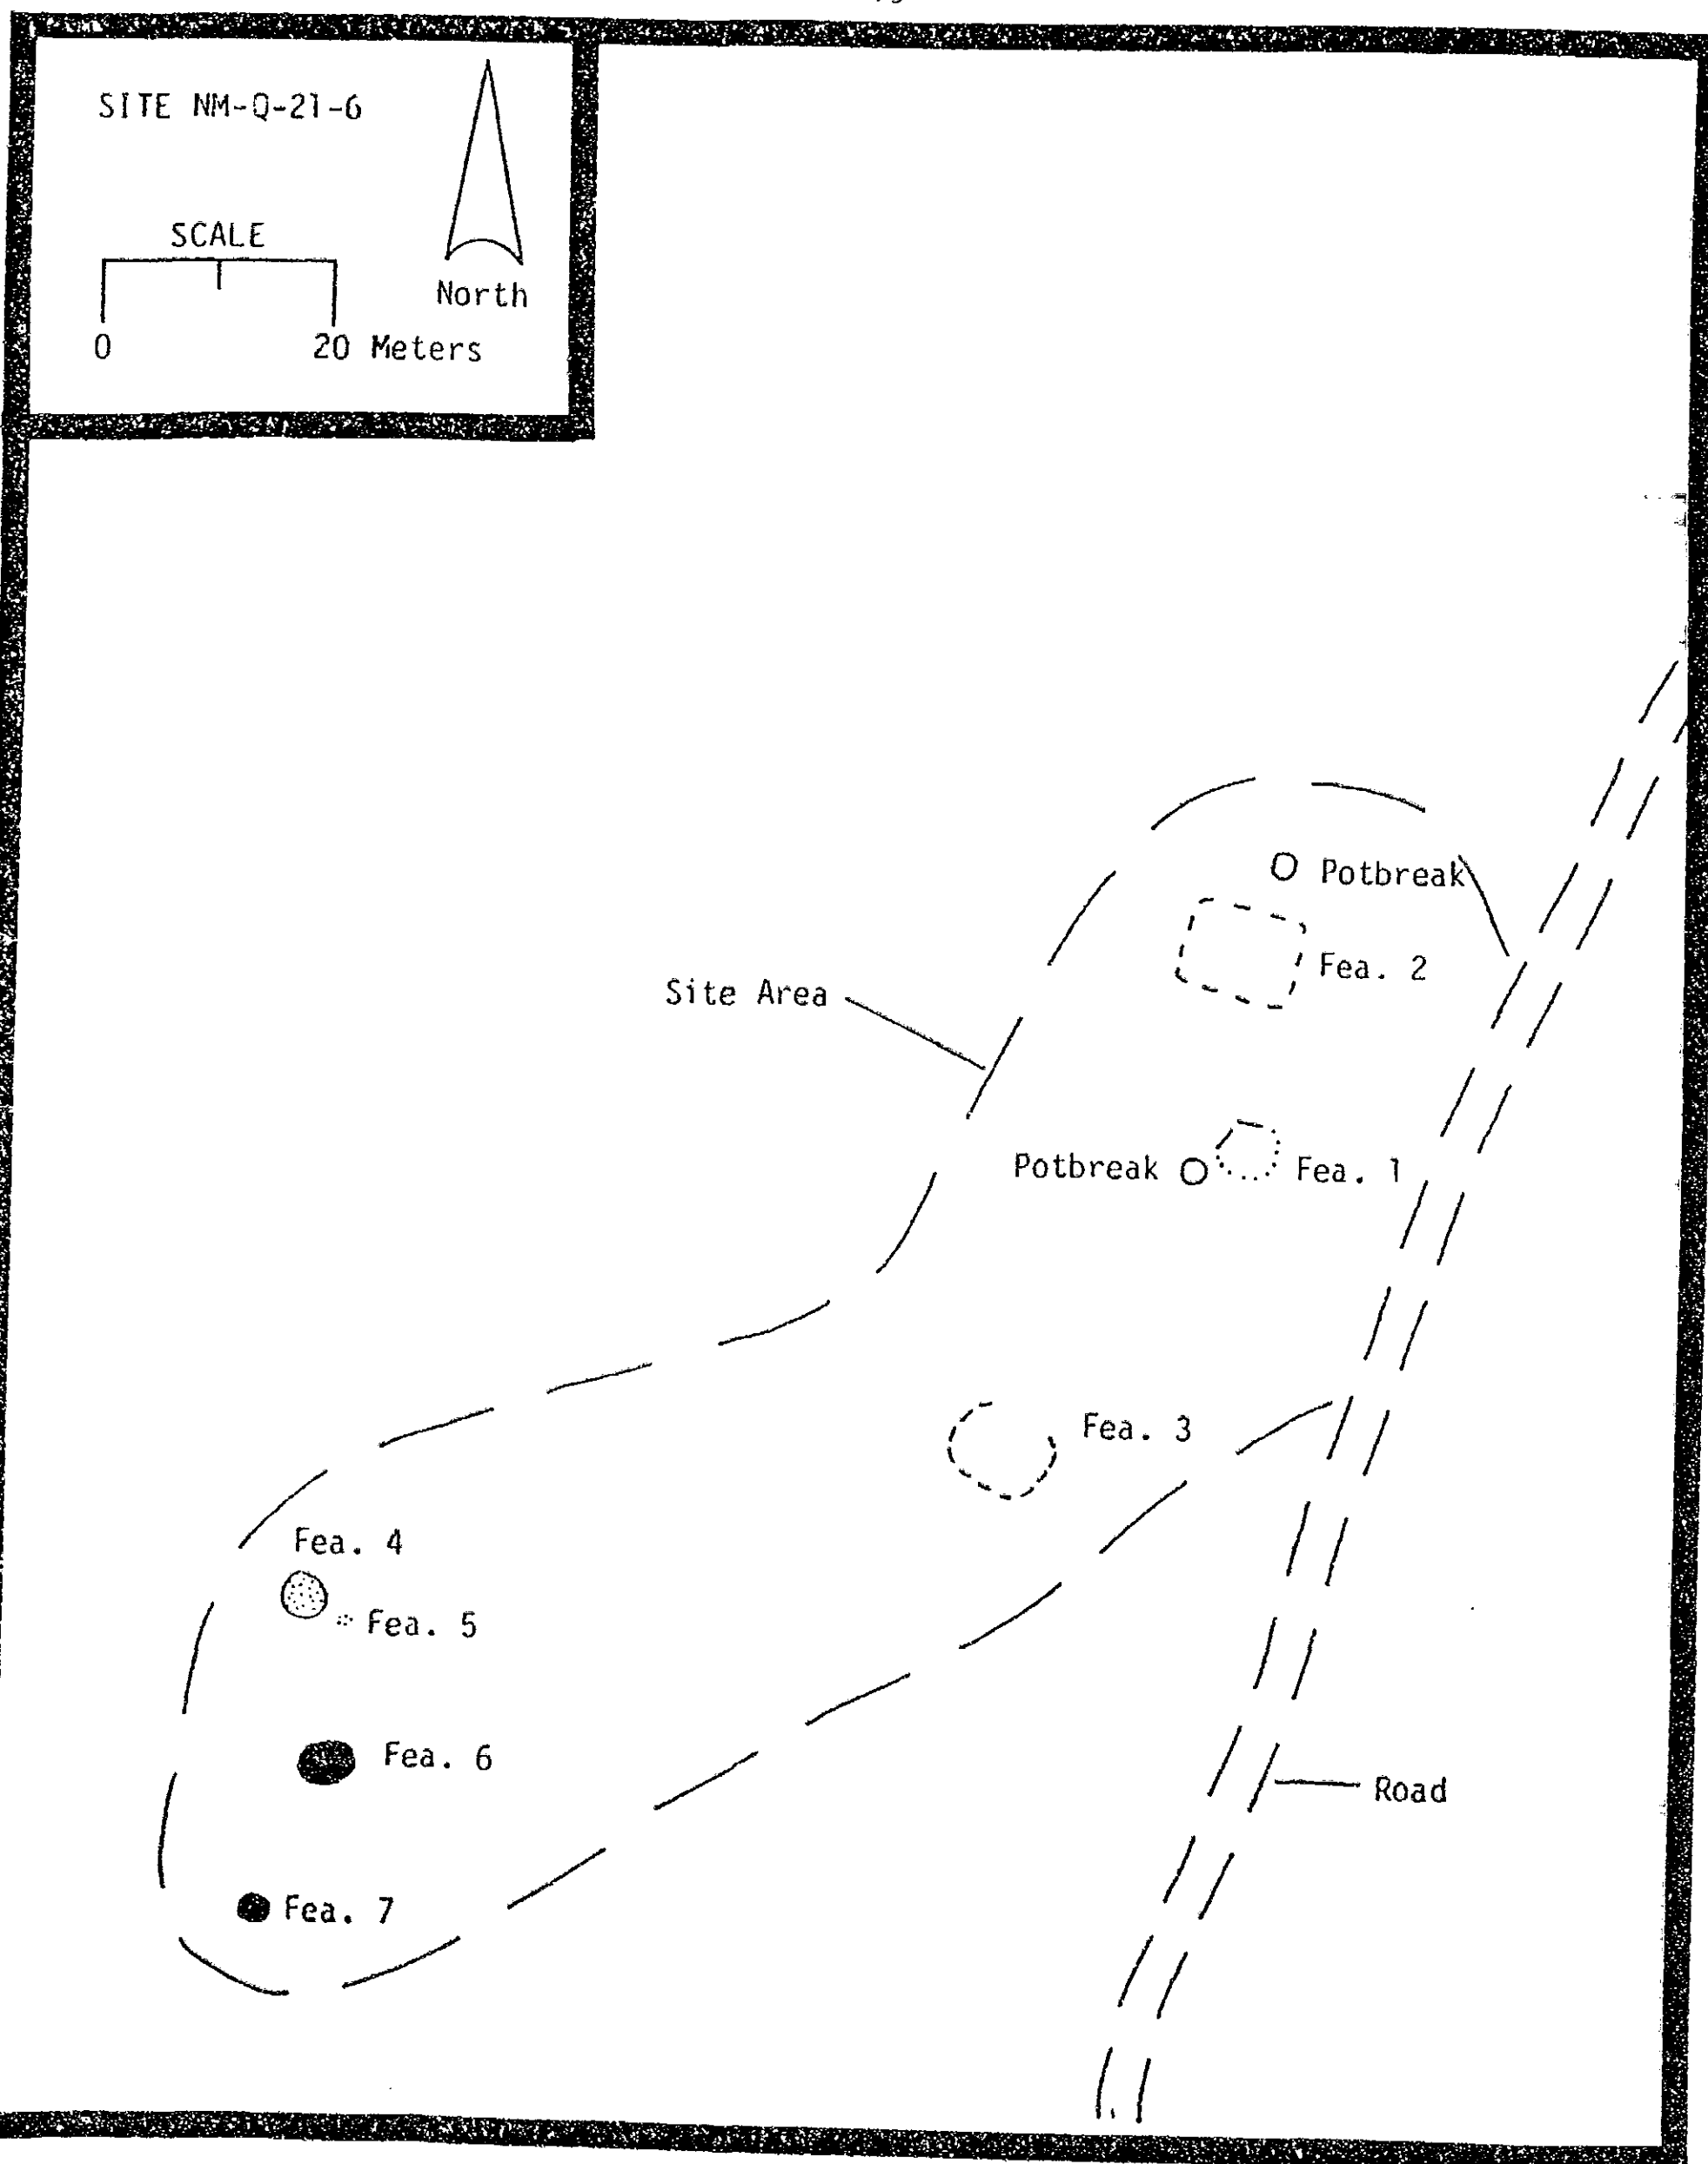 SITE NM-Q-21-6
SCALE
North
0 20 Meters
Potbreak
Fea. 2
Site Area
Potbreak Fea. 1
Fea. 3
Fea. 4
Fea. 5
Fea. 6
Road
Fea. 7